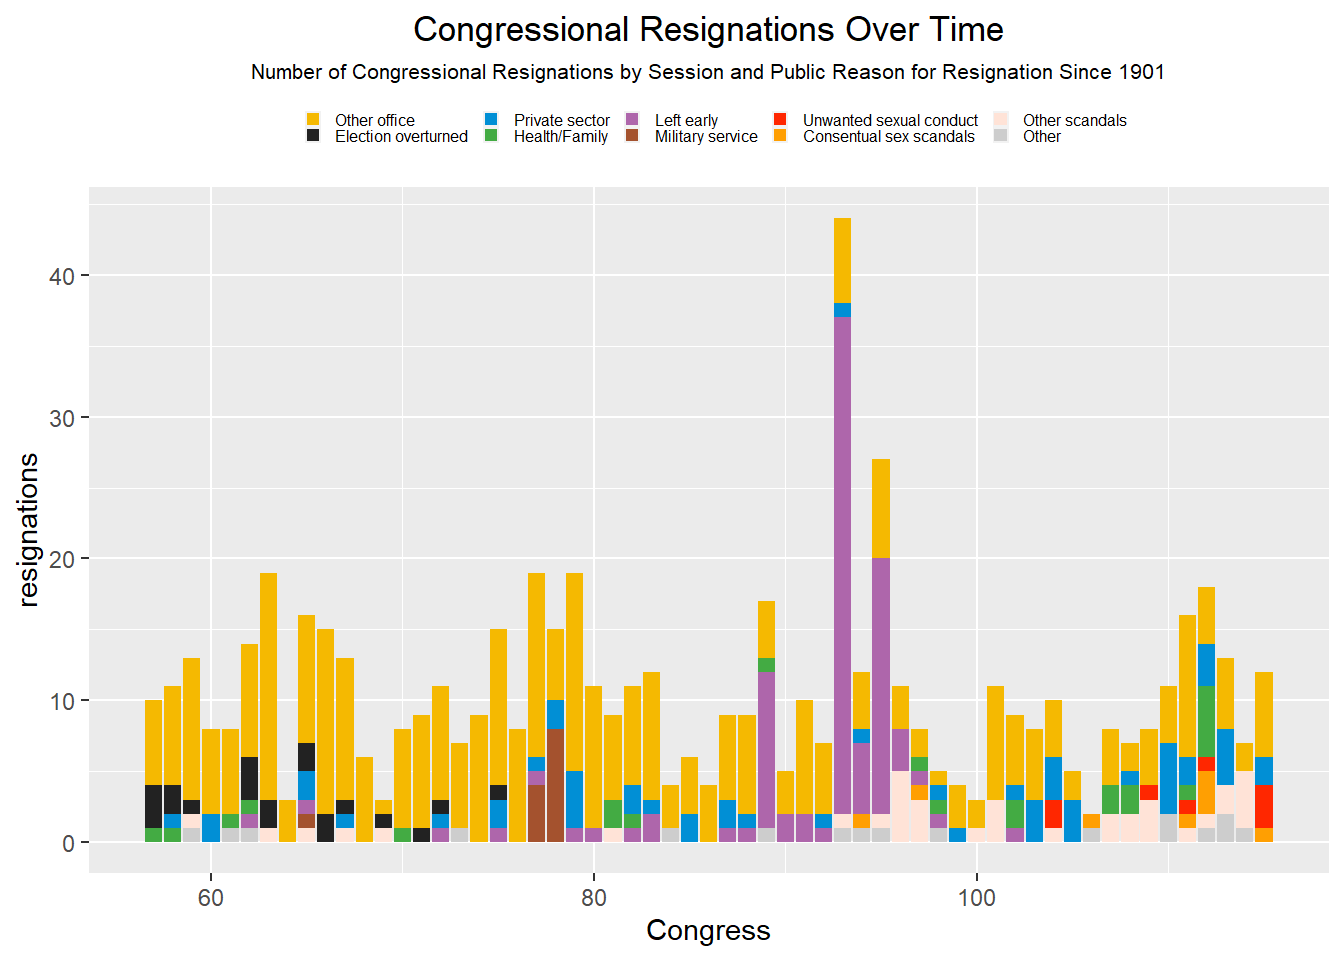 Congressional Resignations Over Time
Number of Congressional Resignations by Session and Public Reason for Resignation Since 1901
Other office Private sector Left early Unwanted sexual conduct Other scandals
Election overturned Health/Family Military service Consentual sex scandals Other
resignations
40
30
20
10
0
60 80 100
Congress